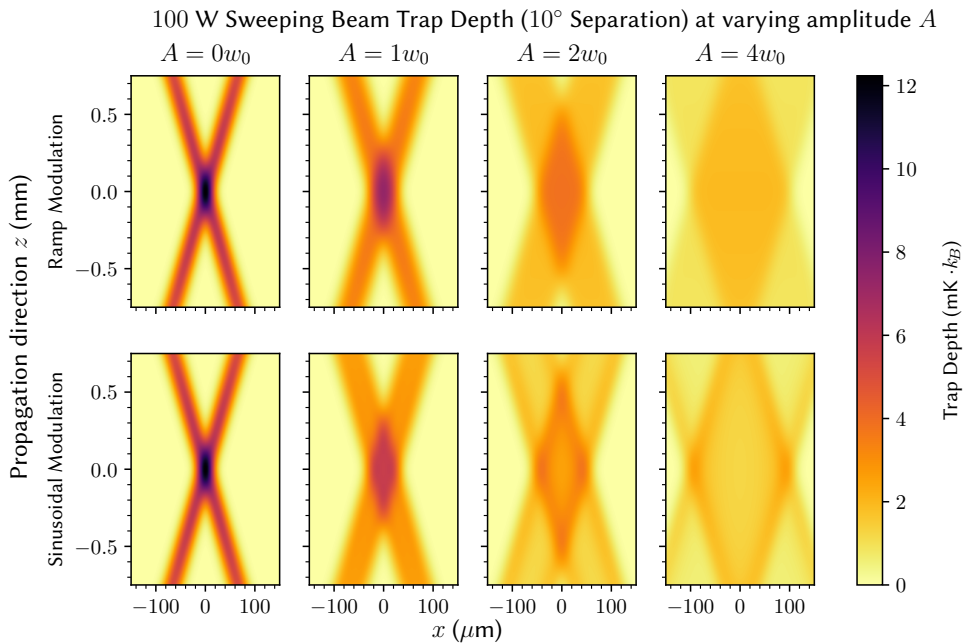 100 W Sweeping Beam Trap Depth (10° Separation) at varying amplitude A
A = 0w₀ A = 1w₀ A = 2w₀ A = 4w₀
Propagation direction z (mm)
Ramp Modulation
0.5
0.0
−0.5
Sinusoidal Modulation
0.5
0.0
−0.5
−100 0 100 −100 0 100 −100 0 100 −100 0 100
x (μm)
12
10
8
6
4
2
0
Trap Depth (mK ·k_B)